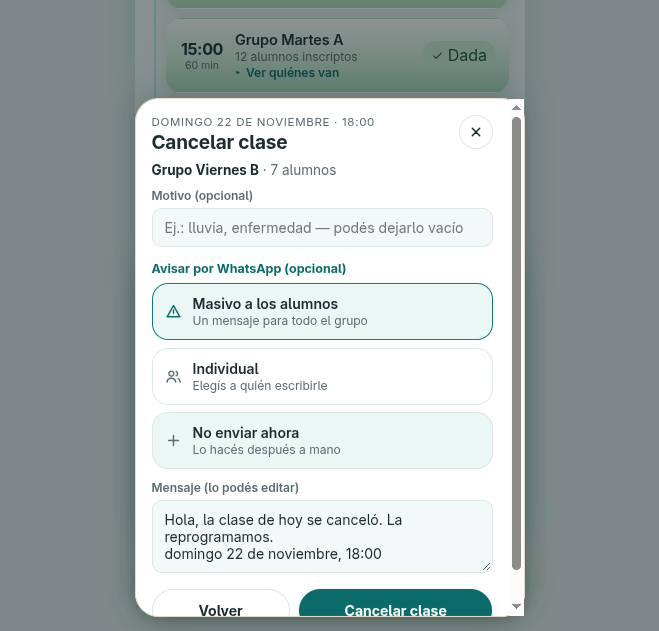 15:00
60 min
Grupo Martes A
12 alumnos inscriptos
‣ Ver quiénes van
✓ Dada
DOMINGO 22 DE NOVIEMBRE · 18:00
Cancelar clase
Grupo Viernes B · 7 alumnos
Motivo (opcional)
Ej.: lluvia, enfermedad — podés dejarlo vacío
Avisar por WhatsApp (opcional)
Masivo a los alumnos
Un mensaje para todo el grupo
Individual
Elegís a quién escribirle
No enviar ahora
Lo hacés después a mano
Mensaje (lo podés editar)
Hola, la clase de hoy se canceló. La
reprogramamos.
domingo 22 de noviembre, 18:00
Volver
Cancelar clase